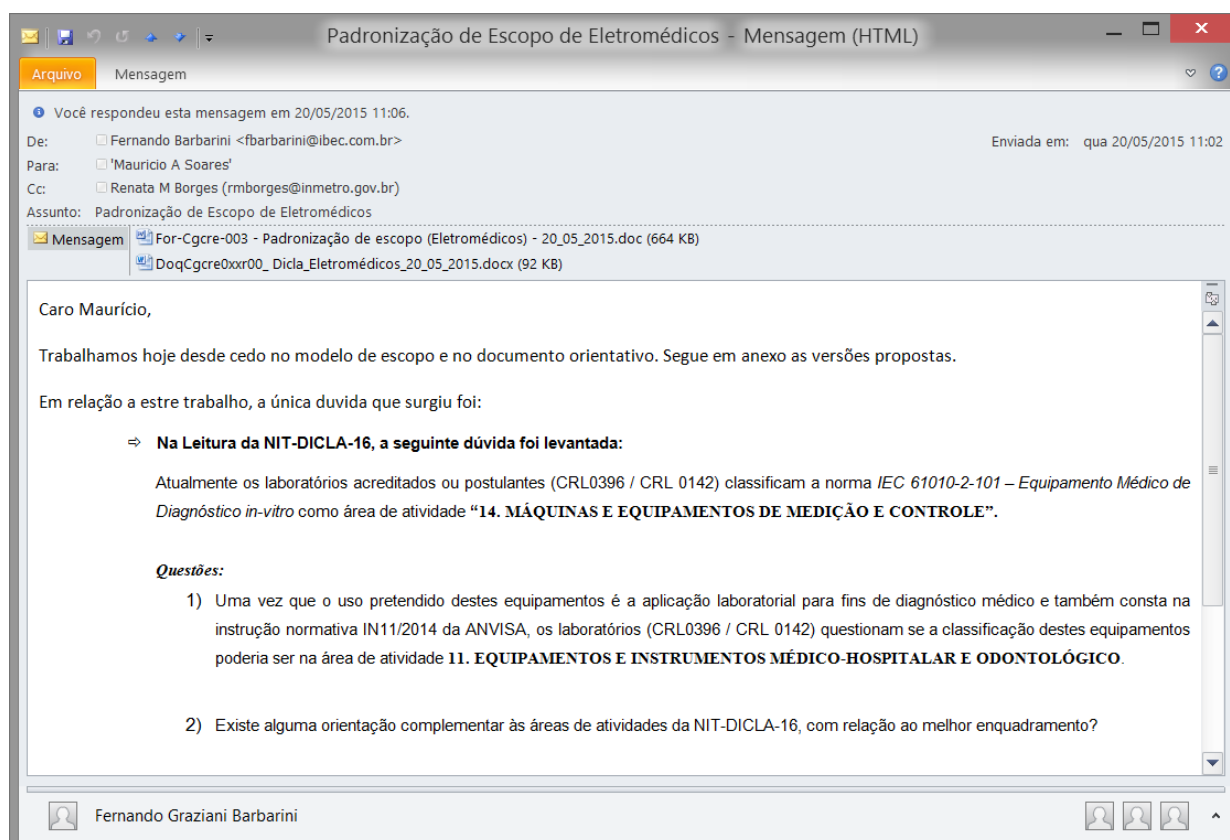 Padronização de Escopo de Eletromédicos - Mensagem (HTML)
Arquivo Mensagem
Você respondeu esta mensagem em 20/05/2015 11:06.
De: Fernando Barbarini <fbarbarini@ibec.com.br> Enviada em: qua 20/05/2015 11:02
Para: 'Mauricio A Soares'
Cc: Renata M Borges (rmborges@inmetro.gov.br)
Assunto: Padronização de Escopo de Eletromédicos
Mensagem For-Cgcre-003 - Padronização de escopo (Eletromédicos) - 20_05_2015.doc (664 KB)
DoqCgcre0xxr00_ Dicla_Eletromédicos_20_05_2015.docx (92 KB)
Caro Maurício,
Trabalhamos hoje desde cedo no modelo de escopo e no documento orientativo. Segue em anexo as versões propostas.
Em relação a estre trabalho, a única duvida que surgiu foi:
⇨ Na Leitura da NIT-DICLA-16, a seguinte dúvida foi levantada:
Atualmente os laboratórios acreditados ou postulantes (CRL0396 / CRL 0142) classificam a norma IEC 61010-2-101 – Equipamento Médico de
Diagnóstico in-vitro como área de atividade “14. MÁQUINAS E EQUIPAMENTOS DE MEDIÇÃO E CONTROLE”.
Questões:
1) Uma vez que o uso pretendido destes equipamentos é a aplicação laboratorial para fins de diagnóstico médico e também consta na
instrução normativa IN11/2014 da ANVISA, os laboratórios (CRL0396 / CRL 0142) questionam se a classificação destes equipamentos
poderia ser na área de atividade 11. EQUIPAMENTOS E INSTRUMENTOS MÉDICO-HOSPITALAR E ODONTOLÓGICO.
2) Existe alguma orientação complementar às áreas de atividades da NIT-DICLA-16, com relação ao melhor enquadramento?
Fernando Graziani Barbarini